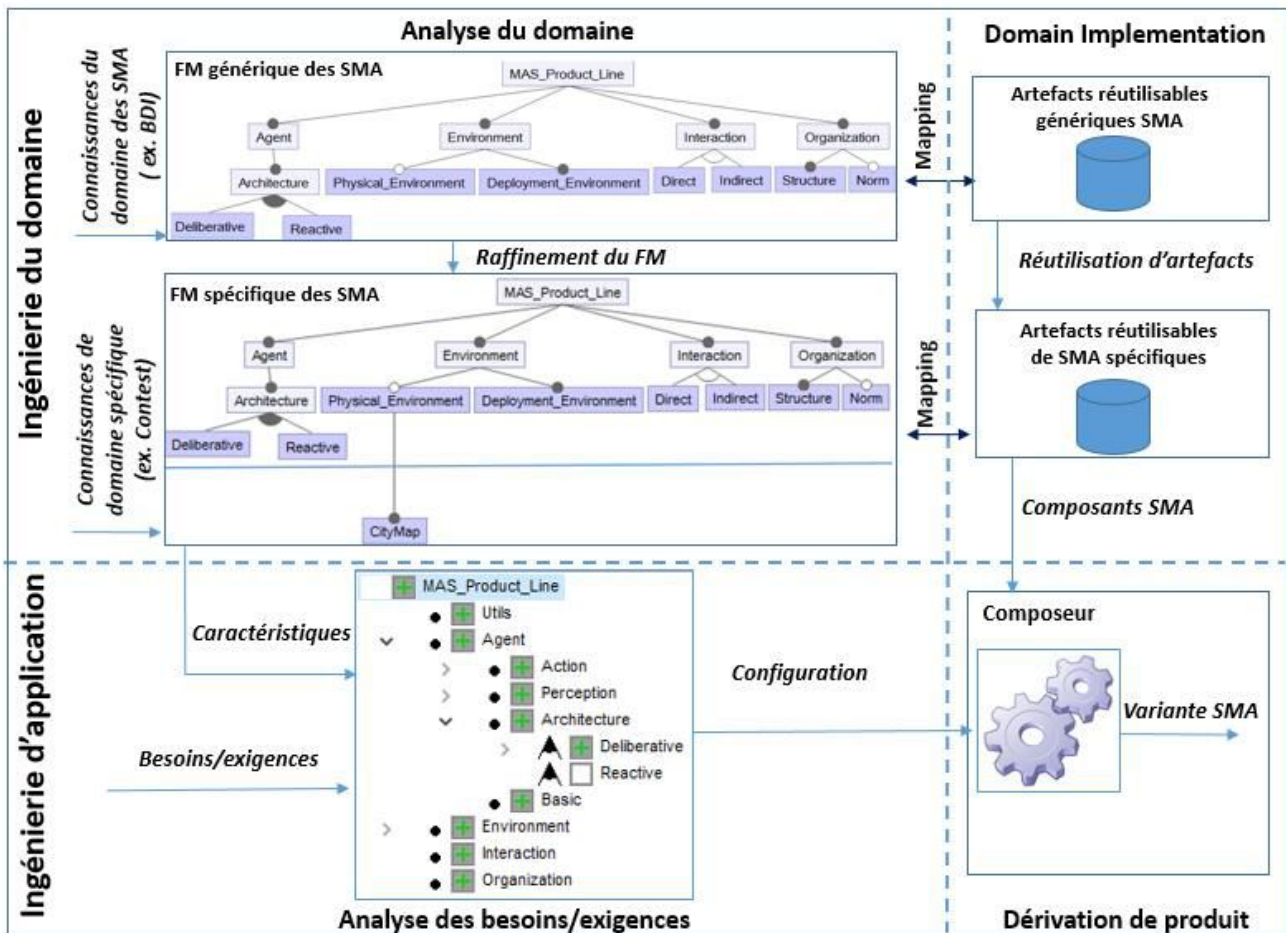 Analyse du domaine
Domain Implementation
Ingénierie du domaine
Connaissances du
domaine des SMA
( ex. BDI)
FM générique des SMA
MAS_Product_Line
Agent
Environment
Interaction
Organization
Architecture
Physical_Environment
Deployment_Environment
Direct
Indirect
Structure
Norm
Deliberative
Reactive
Mapping
Artefacts réutilisables
génériques SMA
Raffinement du FM
Réutilisation d'artefacts
Connaissances de
domaine spécifique
(ex. Contest)
FM spécifique des SMA
MAS_Product_Line
Agent
Environment
Interaction
Organization
Architecture
Physical_Environment
Deployment_Environment
Direct
Indirect
Structure
Norm
Deliberative
Reactive
CityMap
Mapping
Artefacts réutilisables
de SMA spécifiques
Composants SMA
Ingénierie d'application
Caractéristiques
Besoins/exigences
MAS_Product_Line
Utils
Agent
Action
Perception
Architecture
Deliberative
Reactive
Basic
Environment
Interaction
Organization
Configuration
Composeur
Variante SMA
Analyse des besoins/exigences
Dérivation de produit